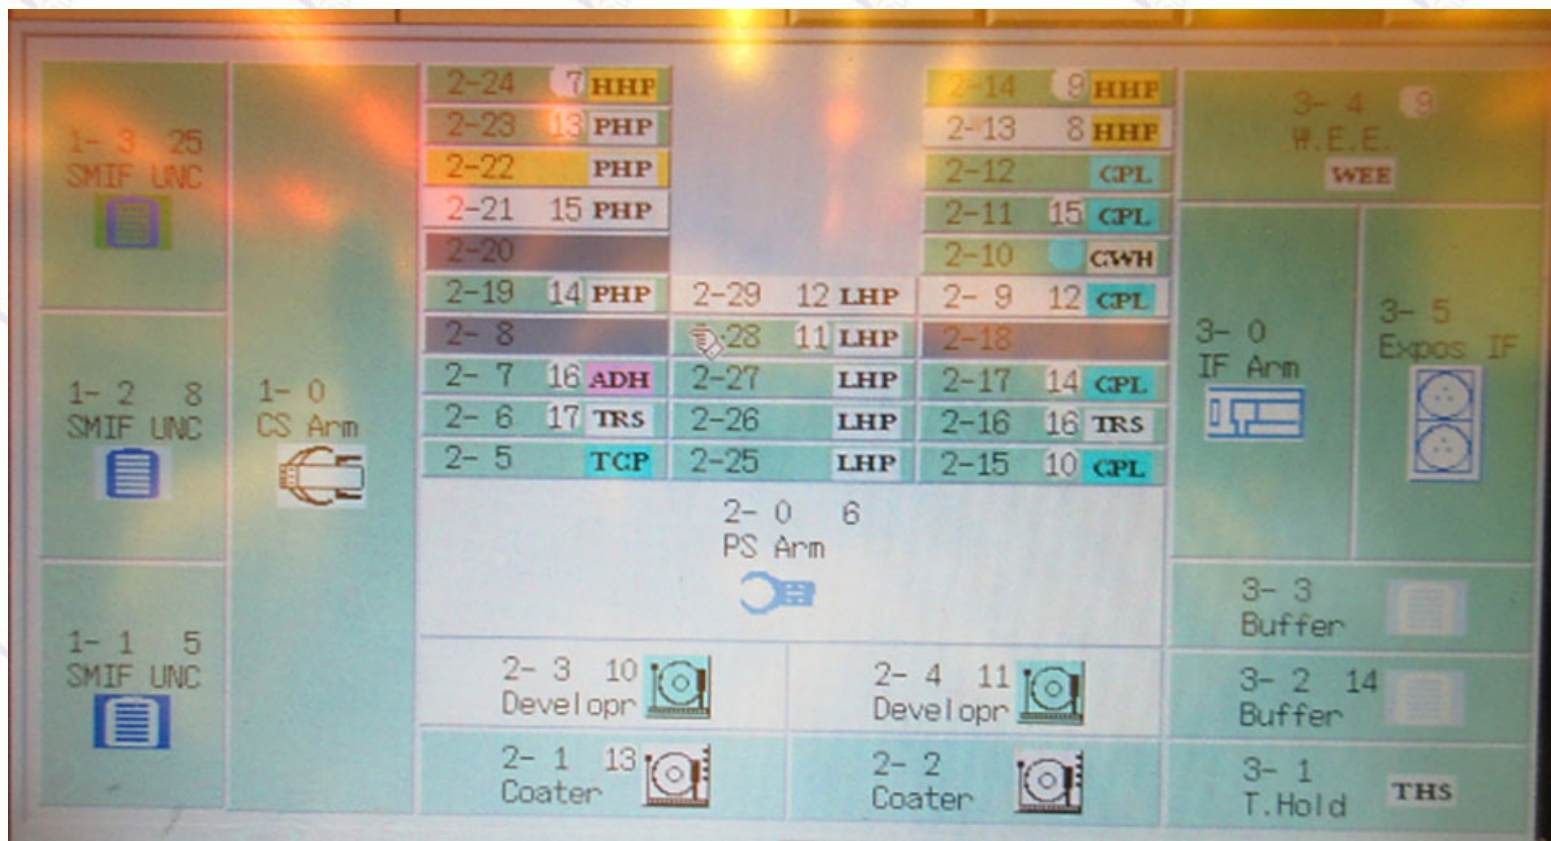 2-24 7 HHP
2-14 9 HHP
3- 4 9
W.E.E.
WEE
2-23 13 PHP
2-13 8 HHP
1- 3 25
SMIF UNC
2-22 PHP
2-12 CPL
2-21 15 PHP
2-11 15 CPL
2-20
2-10 CWH
2-19 14 PHP
2-29 12 LHP
2- 9 12 CPL
2- 8
-28 11 LHP
2-18
3- 0
IF Arm
3- 5
Expos IF
2- 7 16 ADH
2-27 LHP
2-17 14 CPL
1- 2 8
SMIF UNC
1- 0
CS Arm
2- 6 17 TRS
2-26 LHP
2-16 16 TRS
2- 5 TCP
2-25 LHP
2-15 10 CPL
2- 0 6
PS Arm
3- 3
Buffer
1- 1 5
SMIF UNC
2- 3 10
Developr
2- 4 11
Developr
3- 2 14
Buffer
2- 1 13
Coater
2- 2
Coater
3- 1
T.Hold
THS